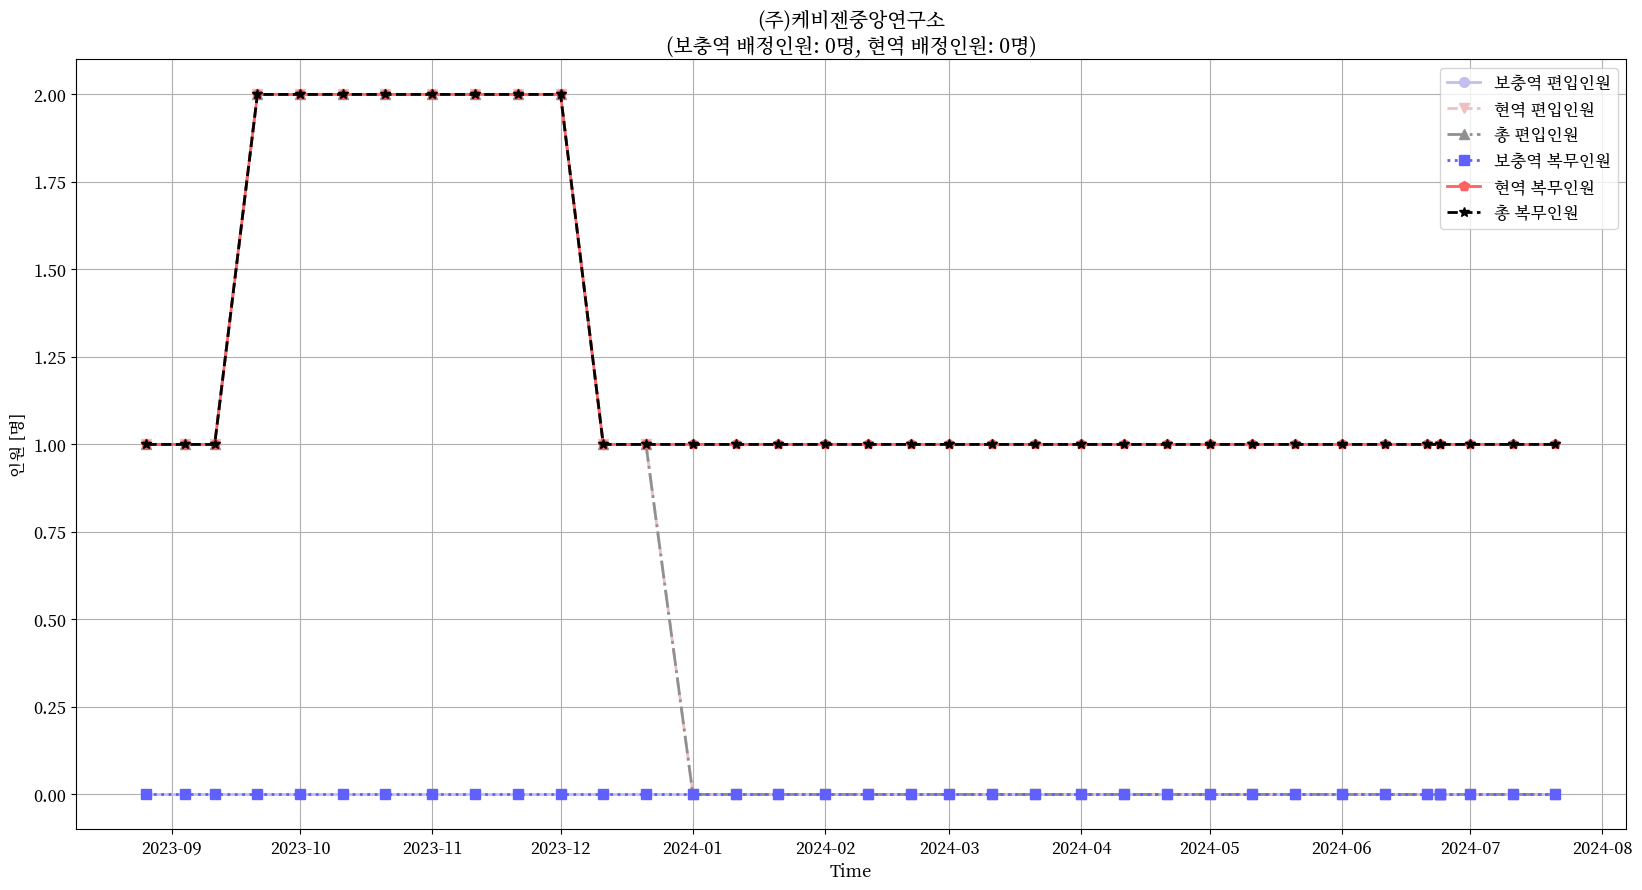 (주)케비젠중앙연구소
(보충역 배정인원: 0명, 현역 배정인원: 0명)
보충역 편입인원
현역 편입인원
총 편입인원
보충역 복무인원
현역 복무인원
총 복무인원
인원 [명]
2.00
1.75
1.50
1.25
1.00
0.75
0.50
0.25
0.00
2023-09 2023-10 2023-11 2023-12 2024-01 2024-02 2024-03 2024-04 2024-05 2024-06 2024-07 2024-08
Time